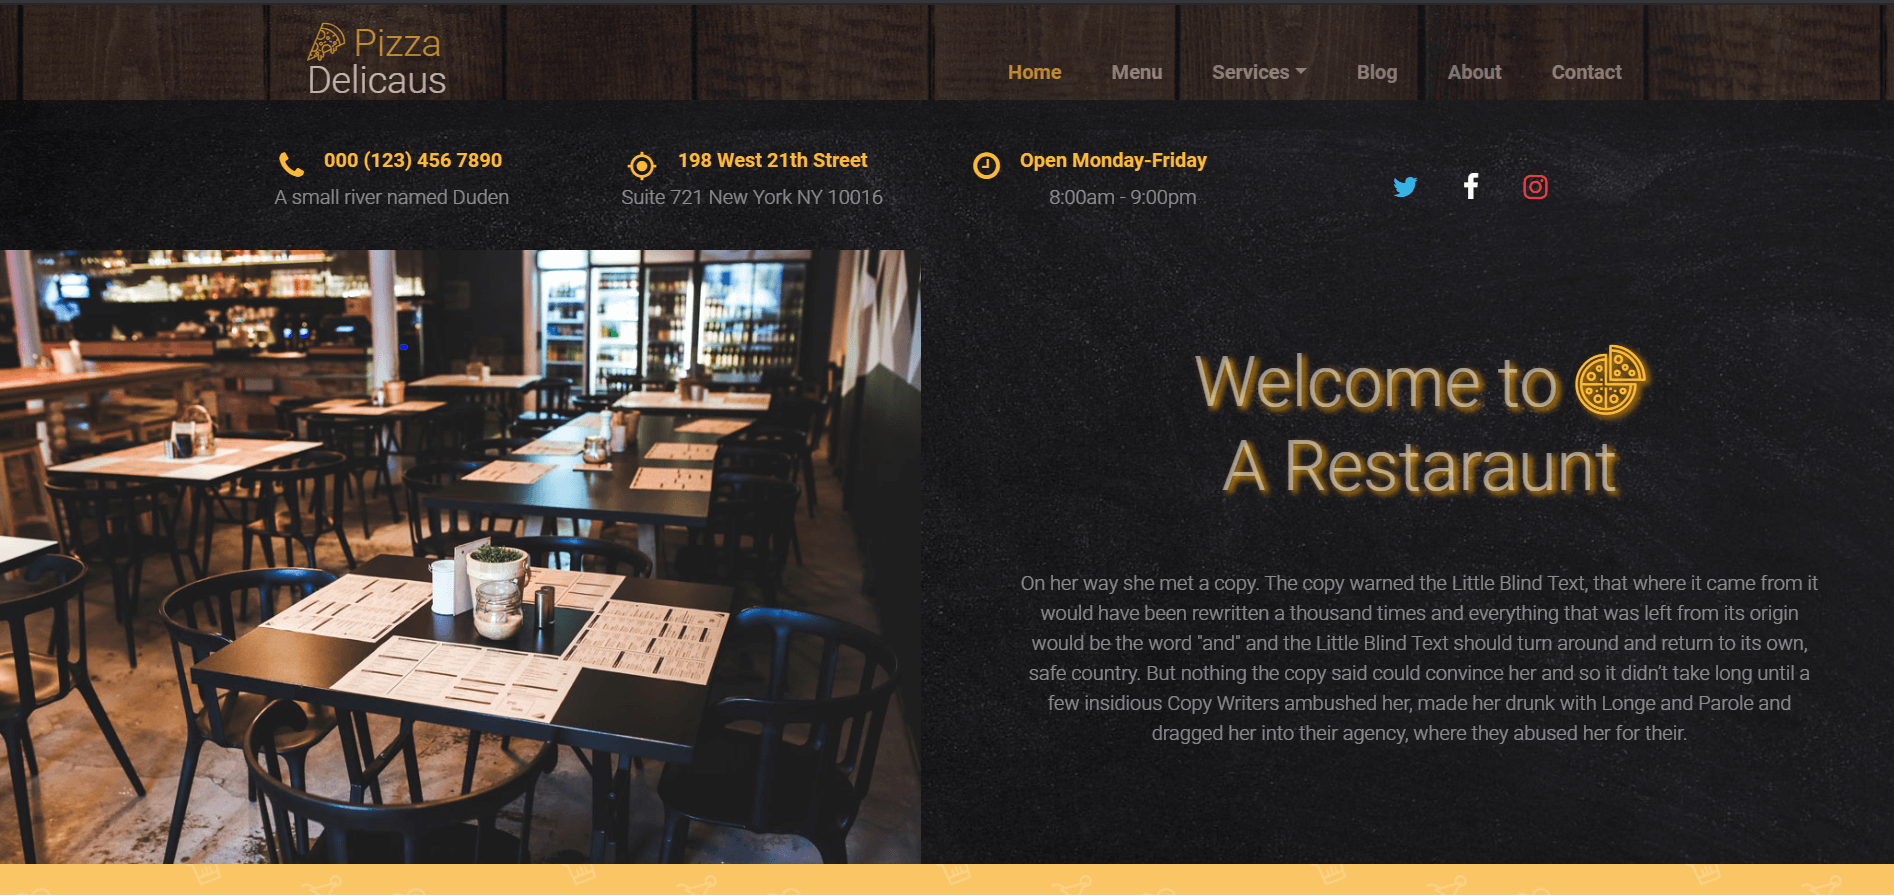 Pizza
Delicaus
Home Menu Services Blog About Contact
000 (123) 456 7890
A small river named Duden
198 West 21th Street
Suite 721 New York NY 10016
Open Monday-Friday
8:00am - 9:00pm
Welcome to
A Restaraunt
On her way she met a copy. The copy warned the Little Blind Text, that where it came from it
would have been rewritten a thousand times and everything that was left from its origin
would be the word "and" and the Little Blind Text should turn around and return to its own,
safe country. But nothing the copy said could convince her and so it didn’t take long until a
few insidious Copy Writers ambushed her, made her drunk with Longe and Parole and
dragged her into their agency, where they abused her for their.